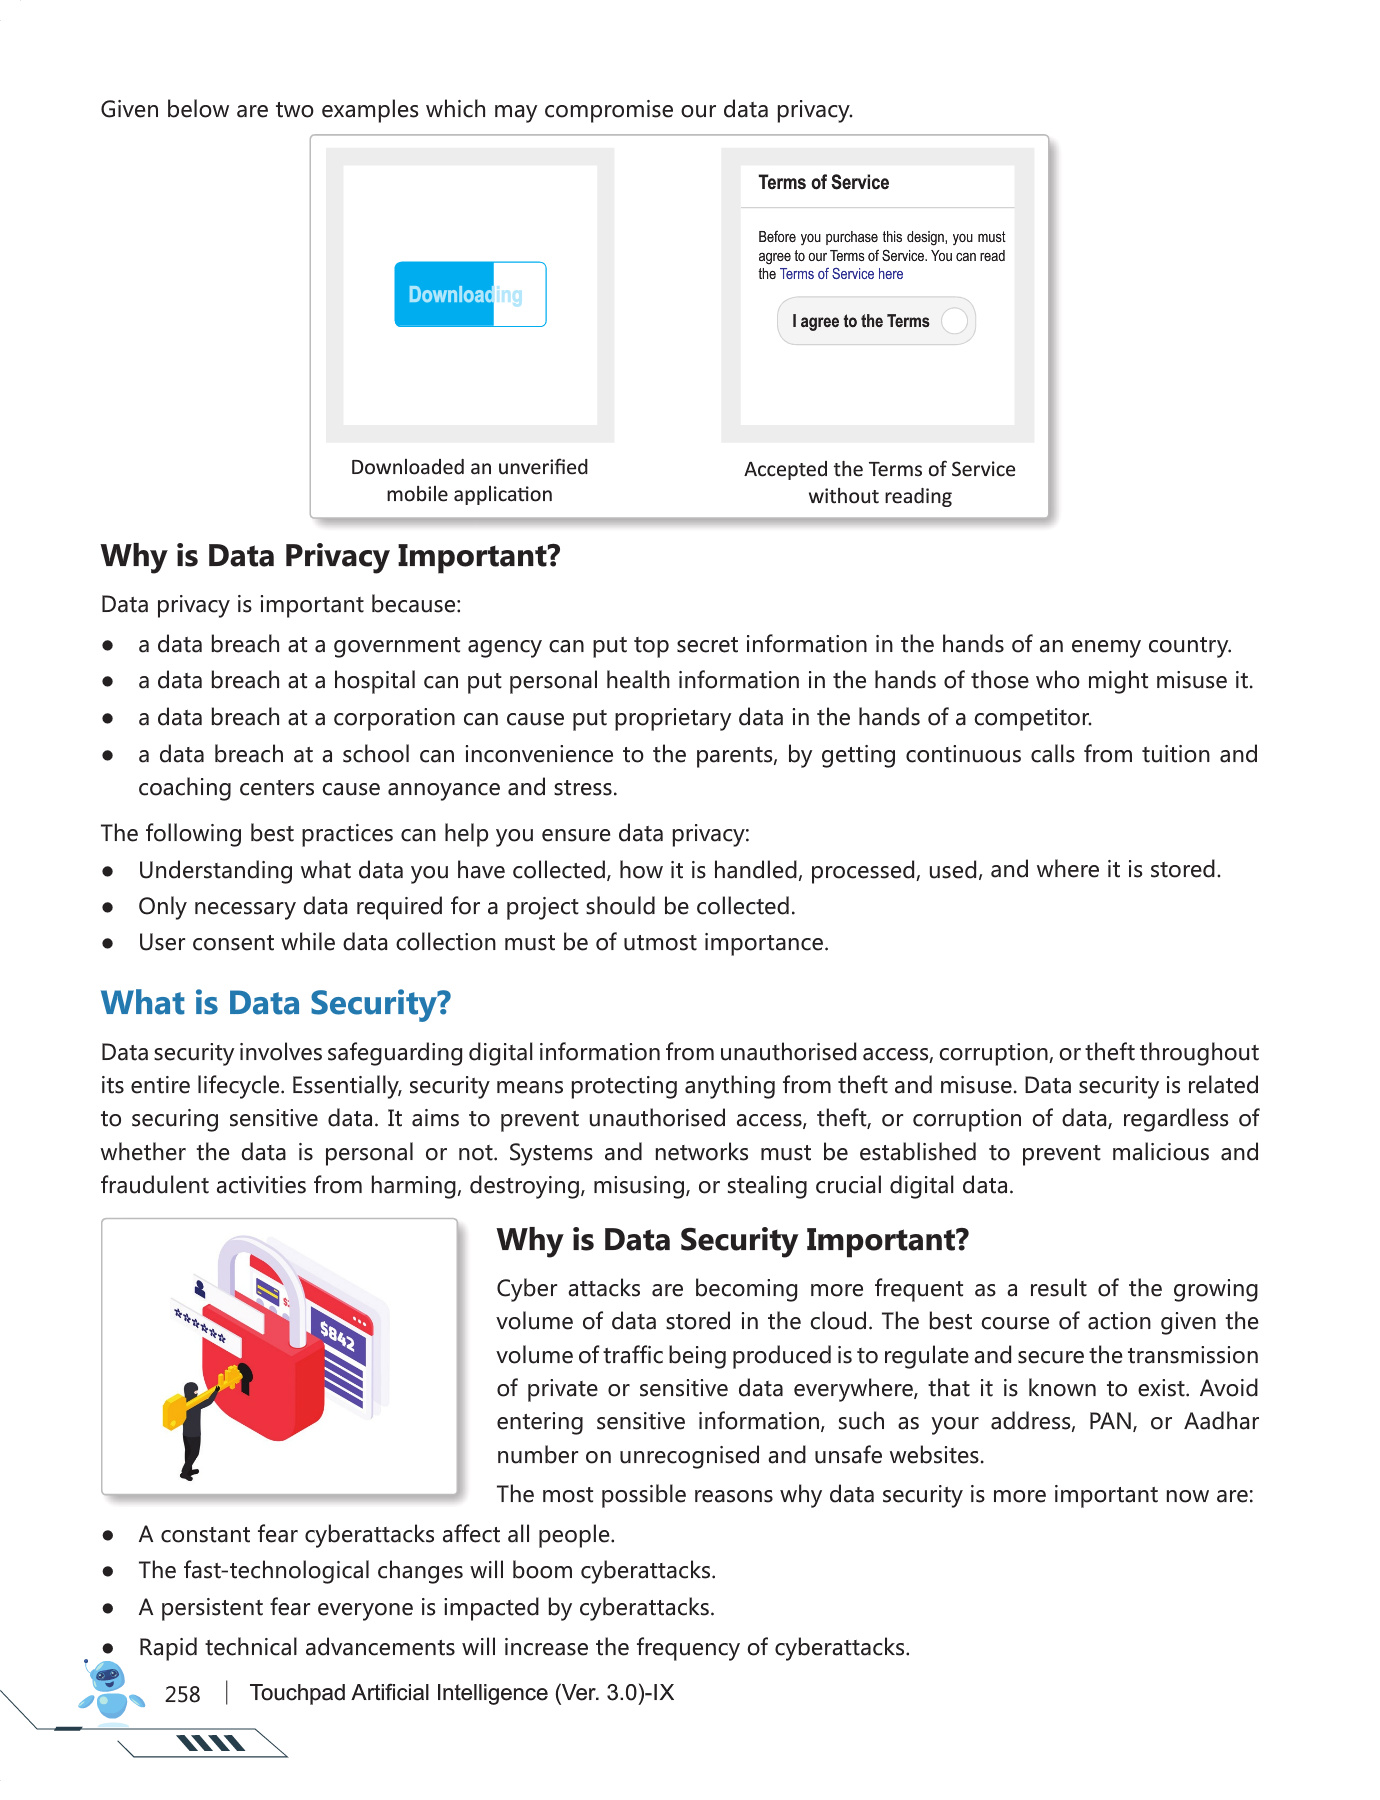 Given below are two examples which may compromise our data privacy.
Downloading
Terms of Service
Before you purchase this design, you must
agree to our Terms of Service. You can read
the Terms of Service here
I agree to the Terms
Downloaded an unverified
mobile application
Accepted the Terms of Service
without reading
Why is Data Privacy Important?
Data privacy is important because:
● a data breach at a government agency can put top secret information in the hands of an enemy country.
● a data breach at a hospital can put personal health information in the hands of those who might misuse it.
● a data breach at a corporation can cause put proprietary data in the hands of a competitor.
● a data breach at a school can inconvenience to the parents, by getting continuous calls from tuition and
coaching centers cause annoyance and stress.
The following best practices can help you ensure data privacy:
● Understanding what data you have collected, how it is handled, processed, used, and where it is stored.
● Only necessary data required for a project should be collected.
● User consent while data collection must be of utmost importance.
What is Data Security?
Data security involves safeguarding digital information from unauthorised access, corruption, or theft throughout
its entire lifecycle. Essentially, security means protecting anything from theft and misuse. Data security is related
to securing sensitive data. It aims to prevent unauthorised access, theft, or corruption of data, regardless of
whether the data is personal or not. Systems and networks must be established to prevent malicious and
fraudulent activities from harming, destroying, misusing, or stealing crucial digital data.
$842
******
Why is Data Security Important?
Cyber attacks are becoming more frequent as a result of the growing
volume of data stored in the cloud. The best course of action given the
volume of traffic being produced is to regulate and secure the transmission
of private or sensitive data everywhere, that it is known to exist. Avoid
entering sensitive information, such as your address, PAN, or Aadhar
number on unrecognised and unsafe websites.
The most possible reasons why data security is more important now are:
● A constant fear cyberattacks affect all people.
● The fast-technological changes will boom cyberattacks.
● A persistent fear everyone is impacted by cyberattacks.
● Rapid technical advancements will increase the frequency of cyberattacks.
258 | Touchpad Artificial Intelligence (Ver. 3.0)-IX